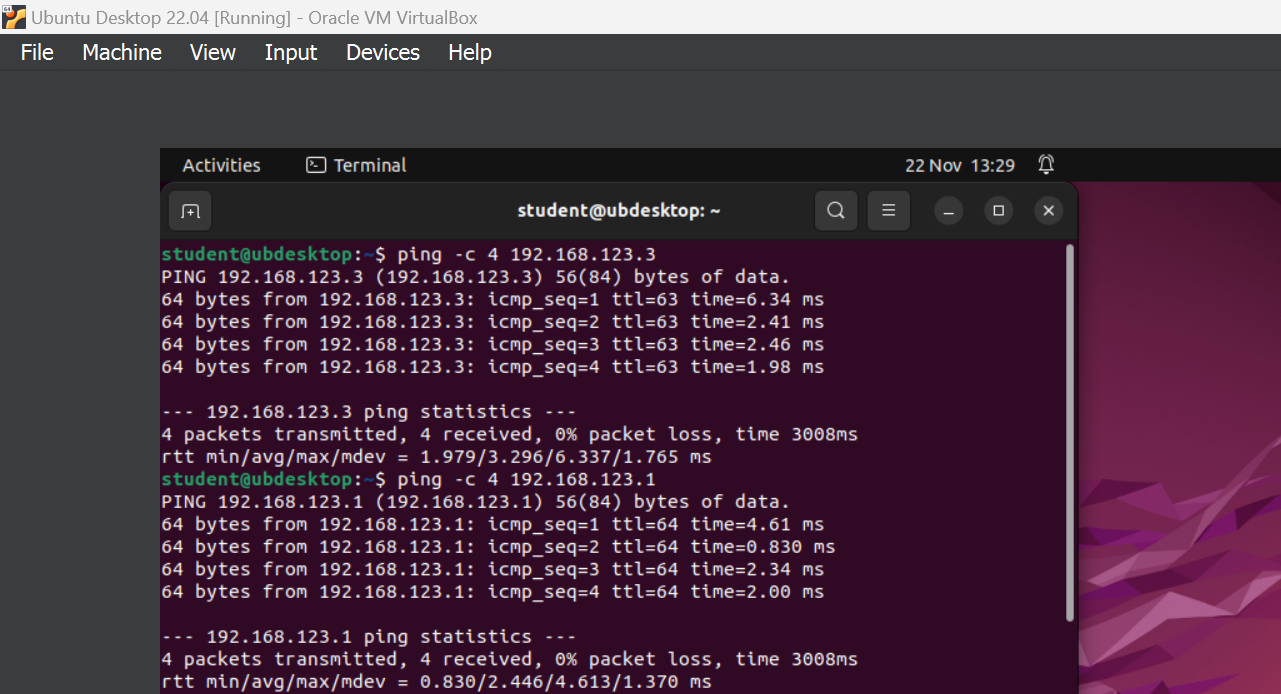 Ubuntu Desktop 22.04 [Running] - Oracle VM VirtualBox
File Machine View Input Devices Help
Activities Terminal 22 Nov 13:29
student@ubdesktop: ~
student@ubdesktop:~$ ping -c 4 192.168.123.3
PING 192.168.123.3 (192.168.123.3) 56(84) bytes of data.
64 bytes from 192.168.123.3: icmp_seq=1 ttl=63 time=6.34 ms
64 bytes from 192.168.123.3: icmp_seq=2 ttl=63 time=2.41 ms
64 bytes from 192.168.123.3: icmp_seq=3 ttl=63 time=2.46 ms
64 bytes from 192.168.123.3: icmp_seq=4 ttl=63 time=1.98 ms
--- 192.168.123.3 ping statistics ---
4 packets transmitted, 4 received, 0% packet loss, time 3008ms
rtt min/avg/max/mdev = 1.979/3.296/6.337/1.765 ms
student@ubdesktop:~$ ping -c 4 192.168.123.1
PING 192.168.123.1 (192.168.123.1) 56(84) bytes of data.
64 bytes from 192.168.123.1: icmp_seq=1 ttl=64 time=4.61 ms
64 bytes from 192.168.123.1: icmp_seq=2 ttl=64 time=0.830 ms
64 bytes from 192.168.123.1: icmp_seq=3 ttl=64 time=2.34 ms
64 bytes from 192.168.123.1: icmp_seq=4 ttl=64 time=2.00 ms
--- 192.168.123.1 ping statistics ---
4 packets transmitted, 4 received, 0% packet loss, time 3008ms
rtt min/avg/max/mdev = 0.830/2.446/4.613/1.370 ms